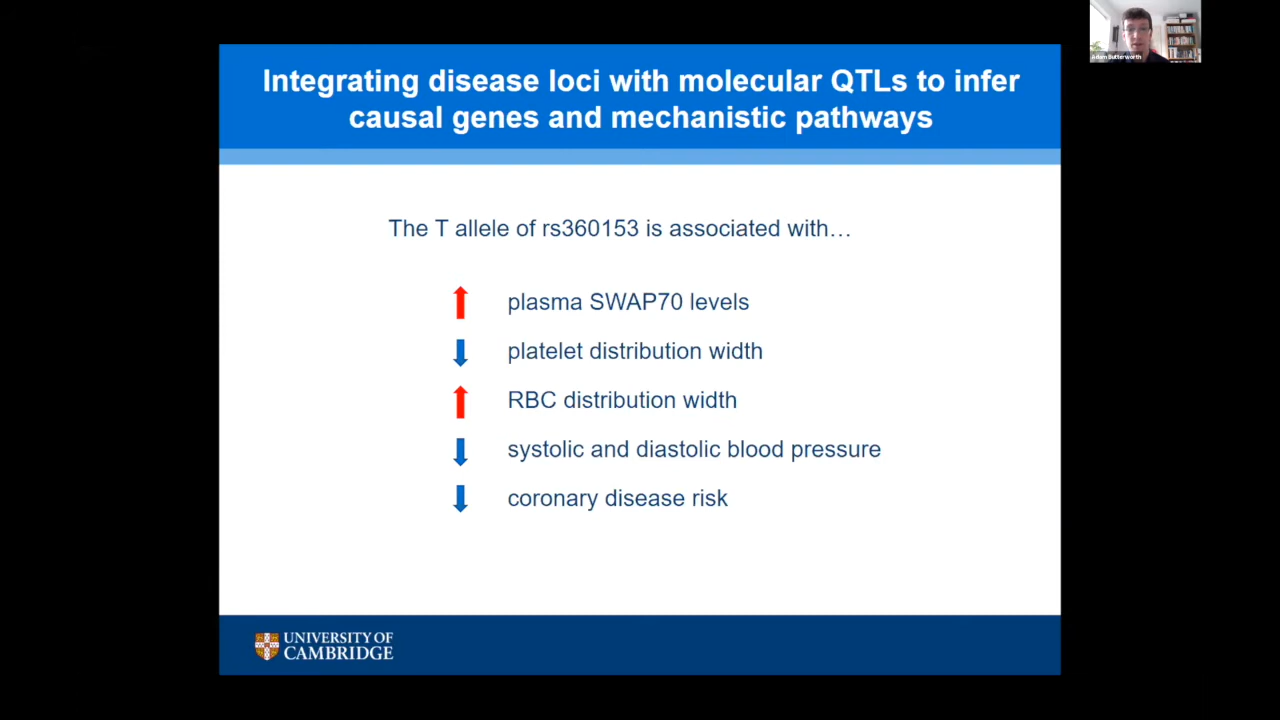 Adam Butterworth
Integrating disease loci with molecular QTLs to infer
causal genes and mechanistic pathways
The T allele of rs360153 is associated with…
plasma SWAP70 levels
platelet distribution width
RBC distribution width
systolic and diastolic blood pressure
coronary disease risk
UNIVERSITY OF
CAMBRIDGE